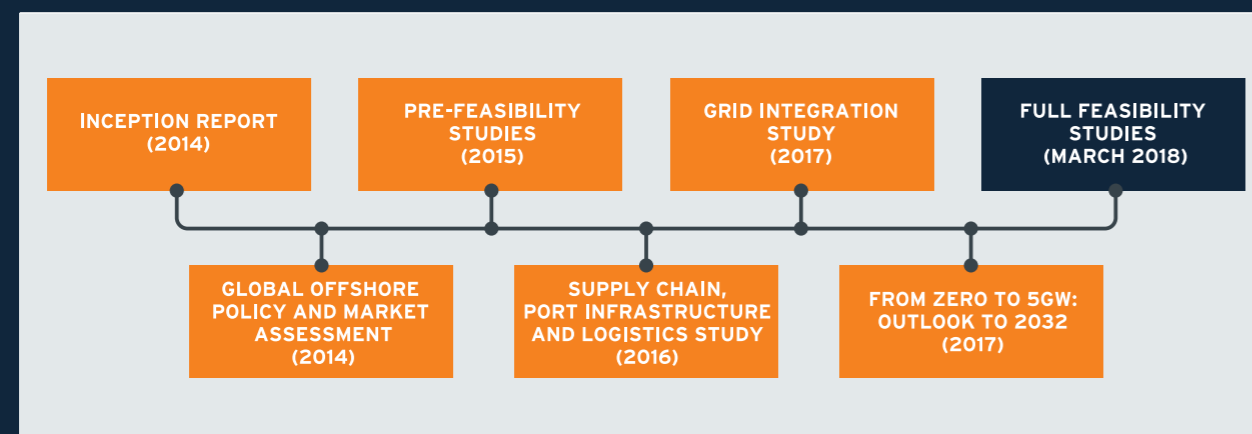 INCEPTION REPORT
(2014)
PRE-FEASIBILITY
STUDIES
(2015)
GRID INTEGRATION
STUDY
(2017)
FULL FEASIBILITY
STUDIES
(MARCH 2018)
GLOBAL OFFSHORE
POLICY AND MARKET
ASSESSMENT
(2014)
SUPPLY CHAIN,
PORT INFRASTRUCTURE
AND LOGISTICS STUDY
(2016)
FROM ZERO TO 5GW:
OUTLOOK TO 2032
(2017)